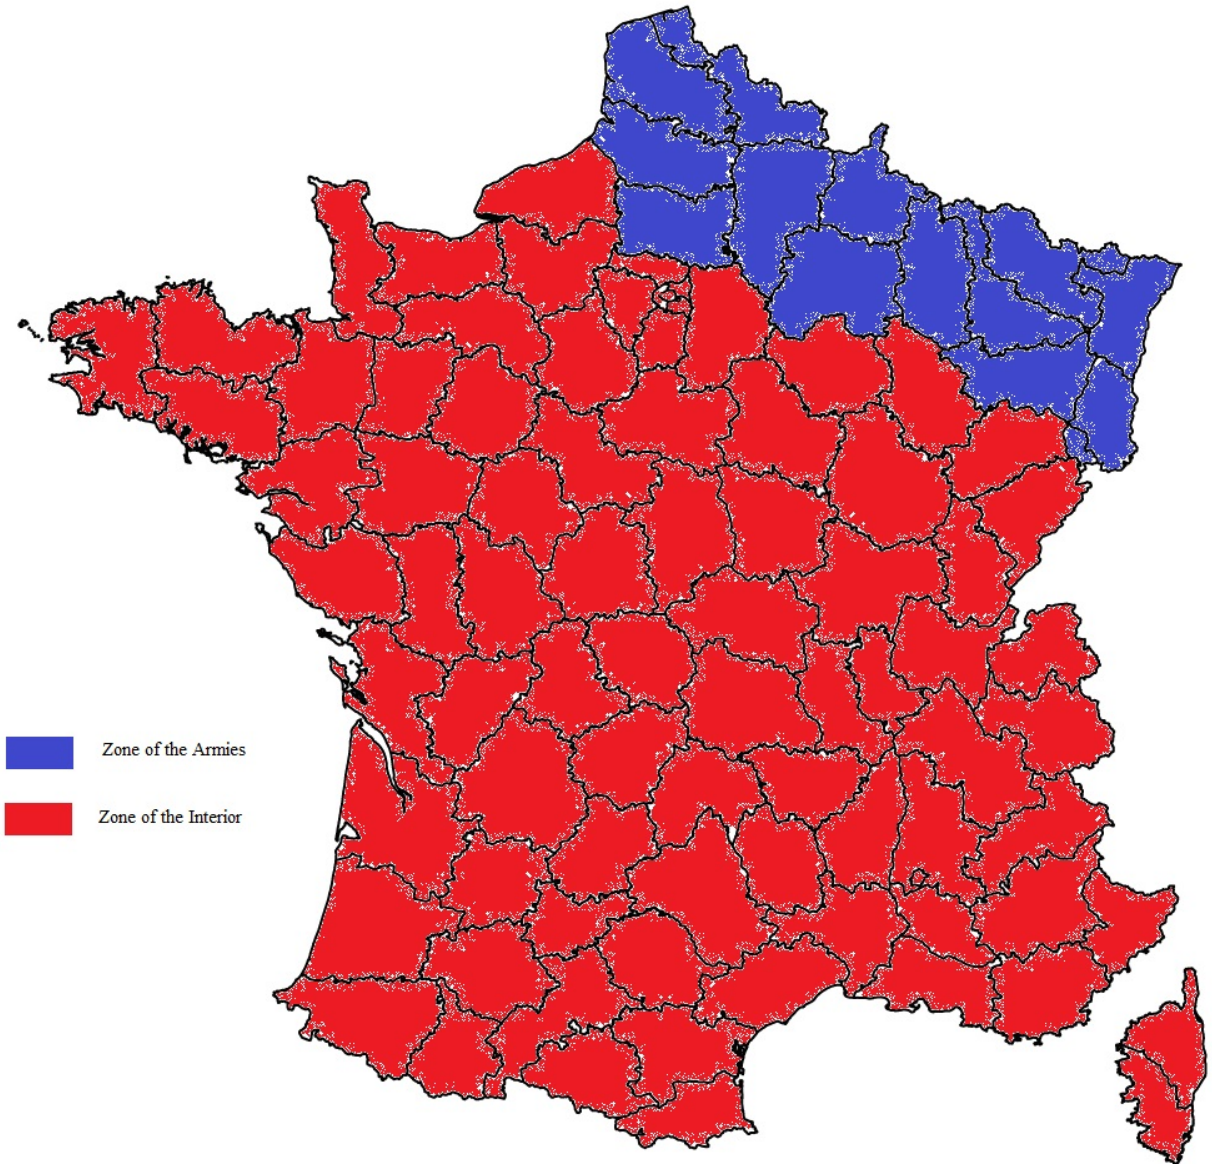 Zone of the Armies
Zone of the Interior